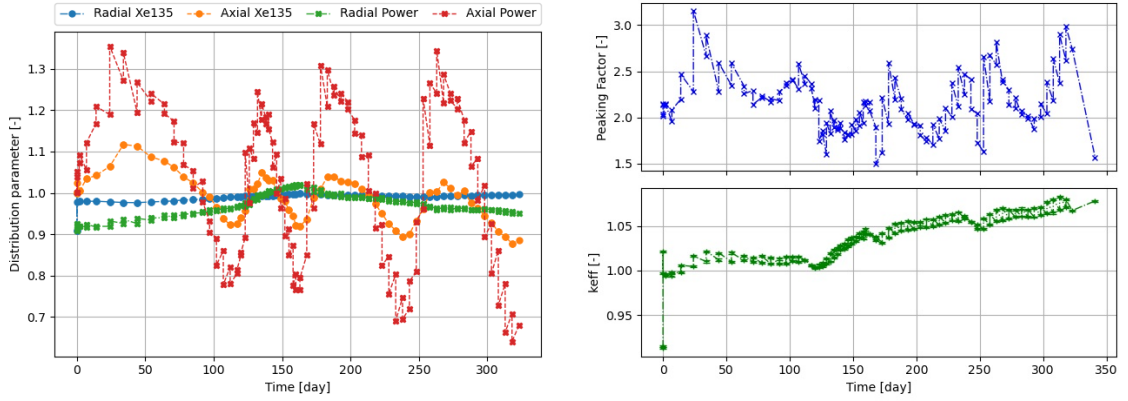 Radial Xe135 Axial Xe135 Radial Power Axial Power
Distribution parameter [-]
1.3
1.2
1.1
1.0
0.9
0.8
0.7
0 50 100 150 200 250 300
Time [day]
Peaking Factor [-]
3.0
2.5
2.0
1.5
keff [-]
1.05
1.00
0.95
0 50 100 150 200 250 300 350
Time [day]